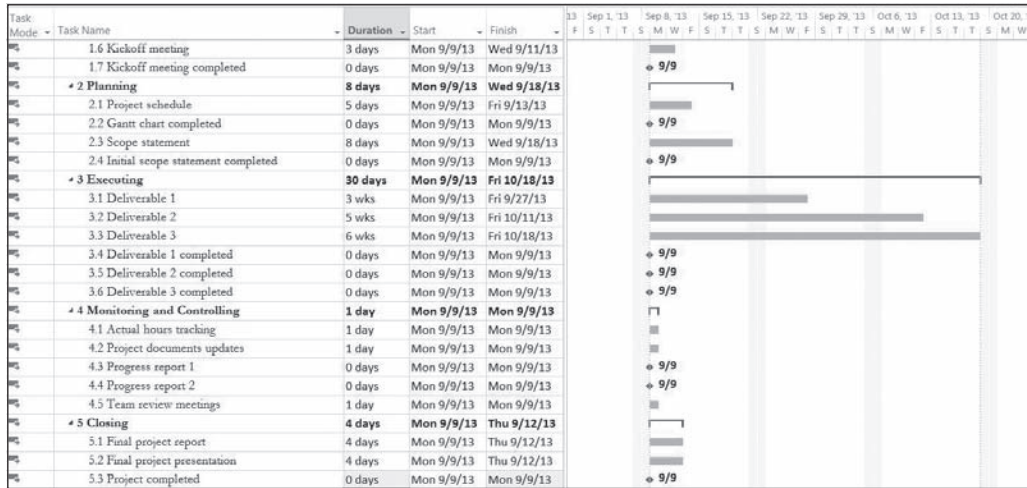 Task
Mode Task Name Duration Start Finish
13 Sep 1, '13 Sep 8, '13 Sep 15, '13 Sep 22, '13 Sep 29, '13 Oct 6, '13 Oct 13, '13 Oct 20,
F S T T S M W F S T T S M W F S T T S M W F S T T S M W
1.6 Kickoff meeting 3 days Mon 9/9/13 Wed 9/11/13
1.7 Kickoff meeting completed 0 days Mon 9/9/13 Mon 9/9/13 9/9
2 Planning 8 days Mon 9/9/13 Wed 9/18/13
2.1 Project schedule 5 days Mon 9/9/13 Fri 9/13/13
2.2 Gantt chart completed 0 days Mon 9/9/13 Mon 9/9/13 9/9
2.3 Scope statement 8 days Mon 9/9/13 Wed 9/18/13
2.4 Initial scope statement completed 0 days Mon 9/9/13 Mon 9/9/13 9/9
3 Executing 30 days Mon 9/9/13 Fri 10/18/13
3.1 Deliverable 1 3 wks Mon 9/9/13 Fri 9/27/13
3.2 Deliverable 2 5 wks Mon 9/9/13 Fri 10/11/13
3.3 Deliverable 3 6 wks Mon 9/9/13 Fri 10/18/13
3.4 Deliverable 1 completed 0 days Mon 9/9/13 Mon 9/9/13 9/9
3.5 Deliverable 2 completed 0 days Mon 9/9/13 Mon 9/9/13 9/9
3.6 Deliverable 3 completed 0 days Mon 9/9/13 Mon 9/9/13 9/9
4 Monitoring and Controlling 1 day Mon 9/9/13 Mon 9/9/13
4.1 Actual hours tracking 1 day Mon 9/9/13 Mon 9/9/13
4.2 Project documents updates 1 day Mon 9/9/13 Mon 9/9/13
4.3 Progress report 1 0 days Mon 9/9/13 Mon 9/9/13 9/9
4.4 Progress report 2 0 days Mon 9/9/13 Mon 9/9/13 9/9
4.5 Team review meetings 1 day Mon 9/9/13 Mon 9/9/13
5 Closing 4 days Mon 9/9/13 Thu 9/12/13
5.1 Final project report 4 days Mon 9/9/13 Thu 9/12/13
5.2 Final project presentation 4 days Mon 9/9/13 Thu 9/12/13
5.3 Project completed 0 days Mon 9/9/13 Mon 9/9/13 9/9